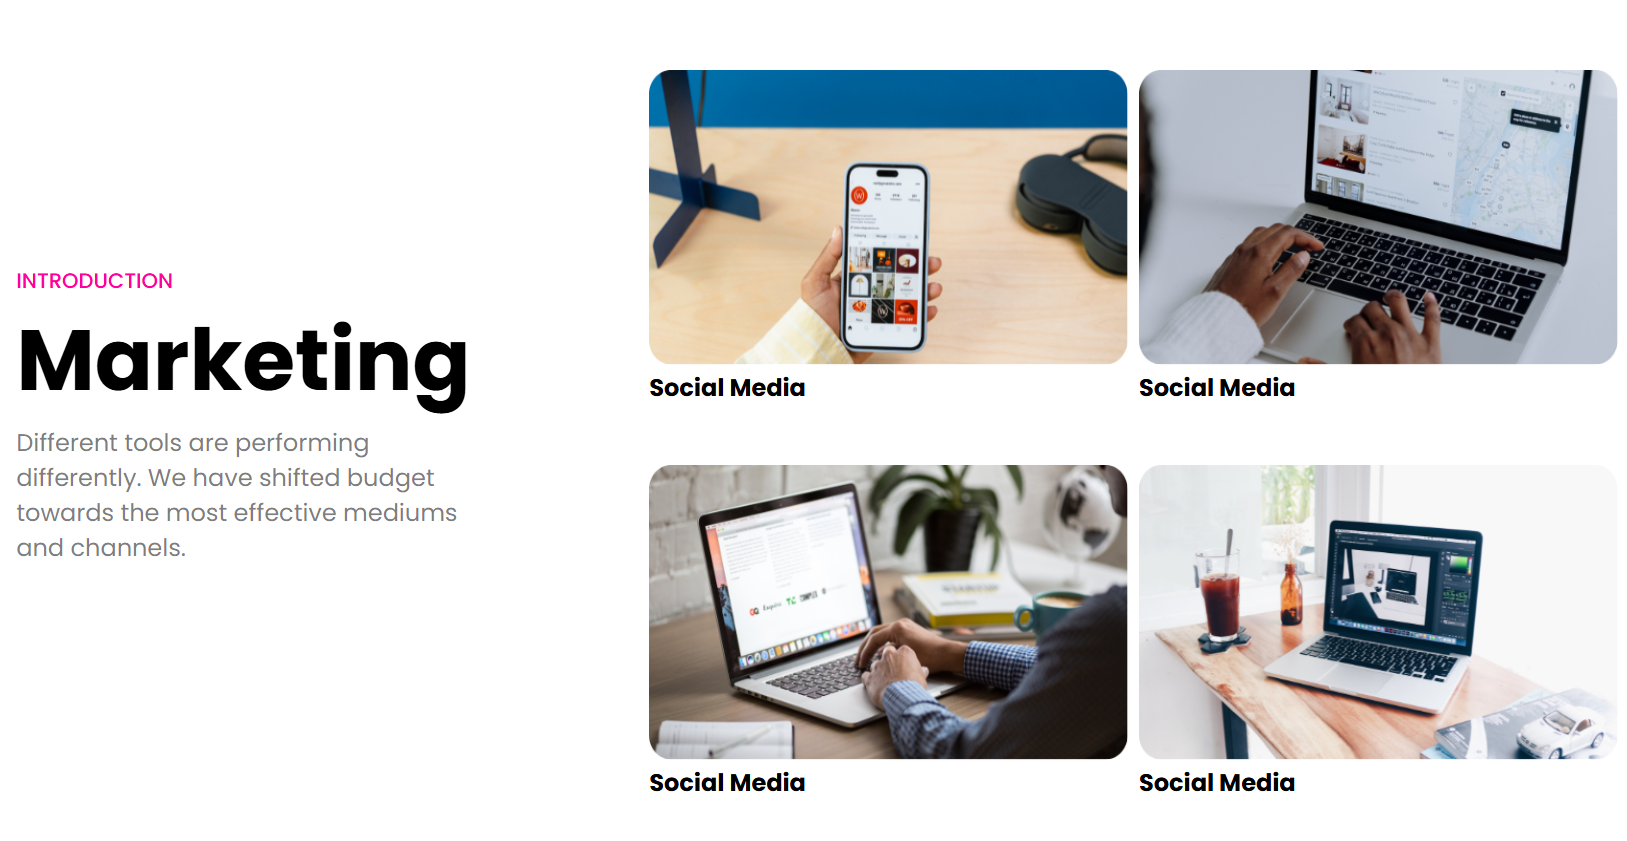 INTRODUCTION
Marketing
Different tools are performing
differently. We have shifted budget
towards the most effective mediums
and channels.
Social Media
Social Media
Social Media
Social Media